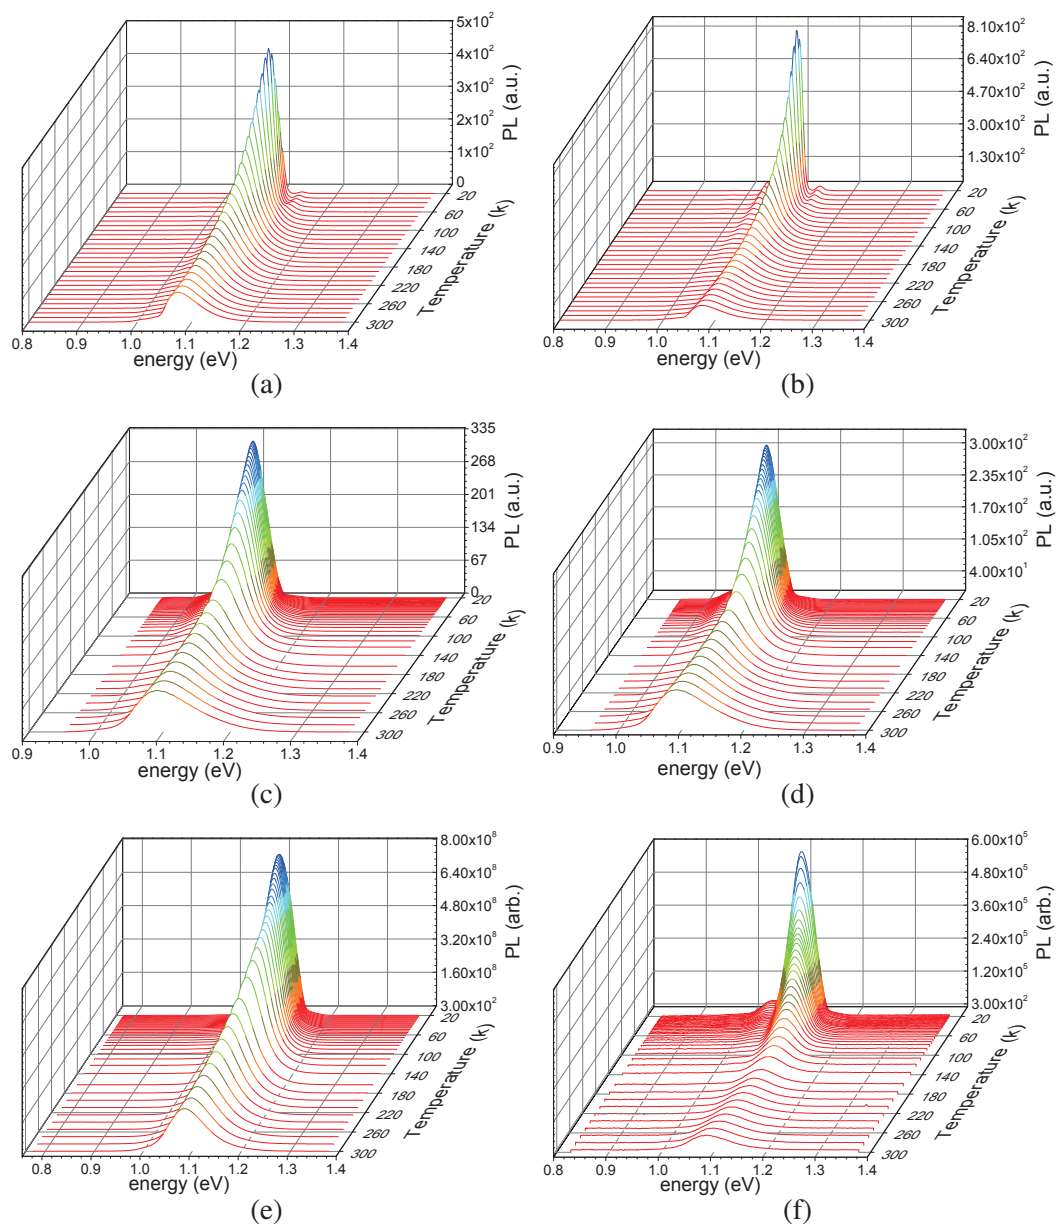 5x10²
4x10²
3x10²
2x10²
1x10²
0
PL (a.u.)
20
60
100
140
180
220
260
300
Temperature (k)
0.8 0.9 1.0 1.1 1.2 1.3 1.4
energy (eV)
(a)
8.10x10²
6.40x10²
4.70x10²
3.00x10²
1.30x10²
PL (a.u.)
20
60
100
140
180
220
260
300
Temperature (k)
0.8 0.9 1.0 1.1 1.2 1.3 1.4
energy (eV)
(b)
335
268
201
134
67
0
PL (a.u.)
20
60
100
140
180
220
260
300
Temperature (k)
0.9 1.0 1.1 1.2 1.3 1.4
energy (eV)
(c)
3.00x10²
2.35x10²
1.70x10²
1.05x10²
4.00x10¹
PL (a.u.)
20
60
100
140
180
220
260
300
Temperature (k)
0.9 1.0 1.1 1.2 1.3 1.4
energy (eV)
(d)
8.00x10⁸
6.40x10⁸
4.80x10⁸
3.20x10⁸
1.60x10⁸
3.00x10²
PL (arb.)
20
60
100
140
180
220
260
300
Temperature (k)
0.8 0.9 1.0 1.1 1.2 1.3 1.4
energy (eV)
(e)
6.00x10⁵
4.80x10⁵
3.60x10⁵
2.40x10⁵
1.20x10⁵
3.00x10²
PL (arb.)
20
60
100
140
180
220
260
300
Temperature (k)
0.8 0.9 1.0 1.1 1.2 1.3 1.4
energy (eV)
(f)